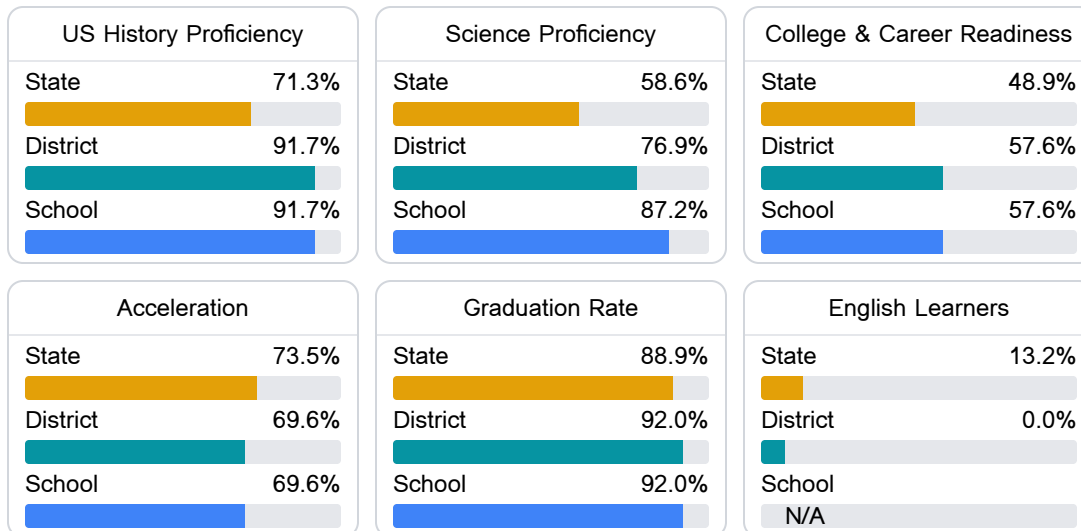 US History Proficiency
State 71.3%
District 91.7%
School 91.7%
Science Proficiency
State 58.6%
District 76.9%
School 87.2%
College & Career Readiness
State 48.9%
District 57.6%
School 57.6%
Acceleration
State 73.5%
District 69.6%
School 69.6%
Graduation Rate
State 88.9%
District 92.0%
School 92.0%
English Learners
State 13.2%
District 0.0%
School
N/A